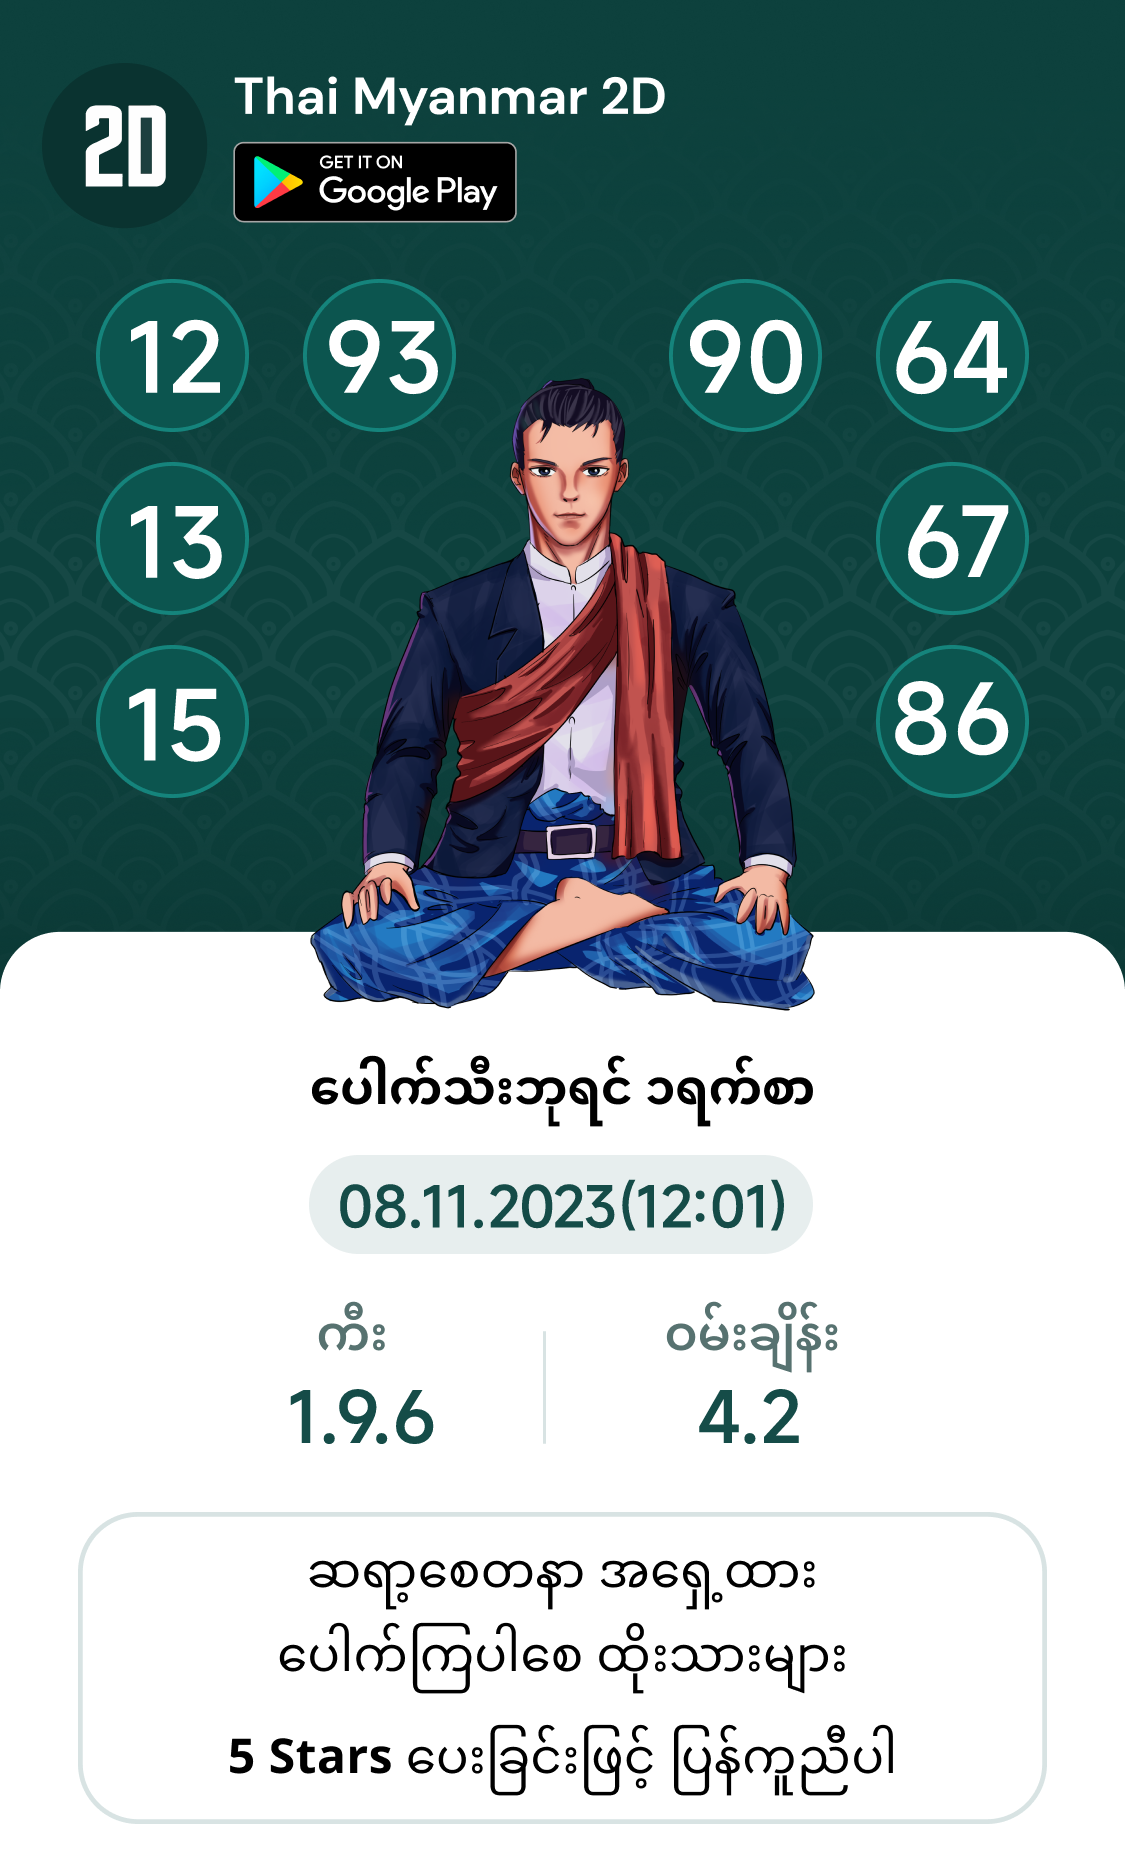 2D
Thai Myanmar 2D
GET IT ON
Google Play
12 93 90 64
13 67
15 86
ပေါက်သီးဘုရင် ၁ရက်စာ
08.11.2023(12:01)
ကီး ဝမ်းချိန်း
1.9.6 4.2
ဆရာ့စေတနာ အရှေ့ထား
ပေါက်ကြပါစေ ထိုးသားများ
5 Stars ပေးခြင်းဖြင့် ပြန်ကူညီပါ